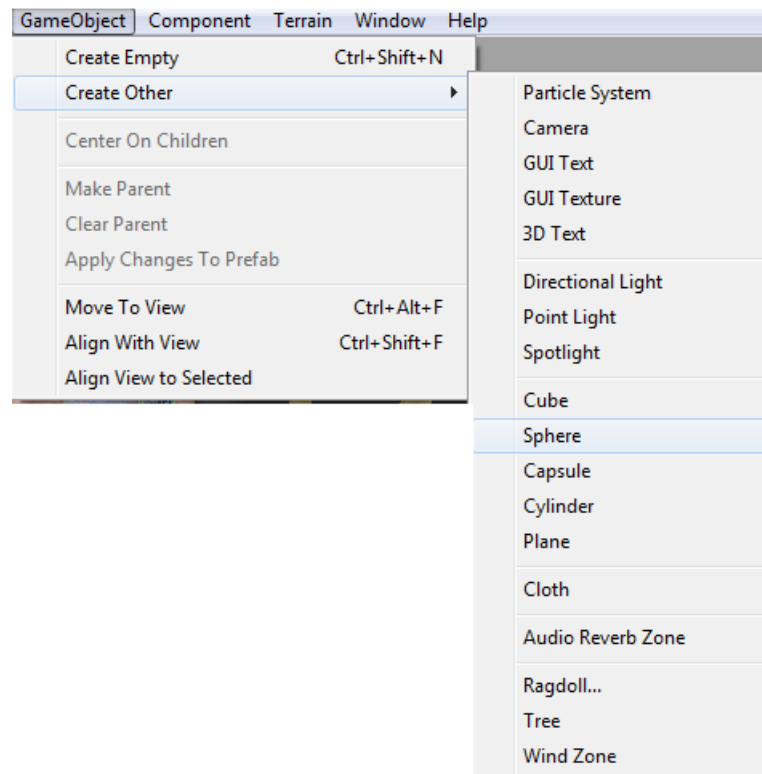 GameObject Component Terrain Window Help
Create Empty Ctrl+Shift+N
Create Other
Center On Children
Make Parent
Clear Parent
Apply Changes To Prefab
Move To View Ctrl+Alt+F
Align With View Ctrl+Shift+F
Align View to Selected
Particle System
Camera
GUI Text
GUI Texture
3D Text
Directional Light
Point Light
Spotlight
Cube
Sphere
Capsule
Cylinder
Plane
Cloth
Audio Reverb Zone
Ragdoll...
Tree
Wind Zone